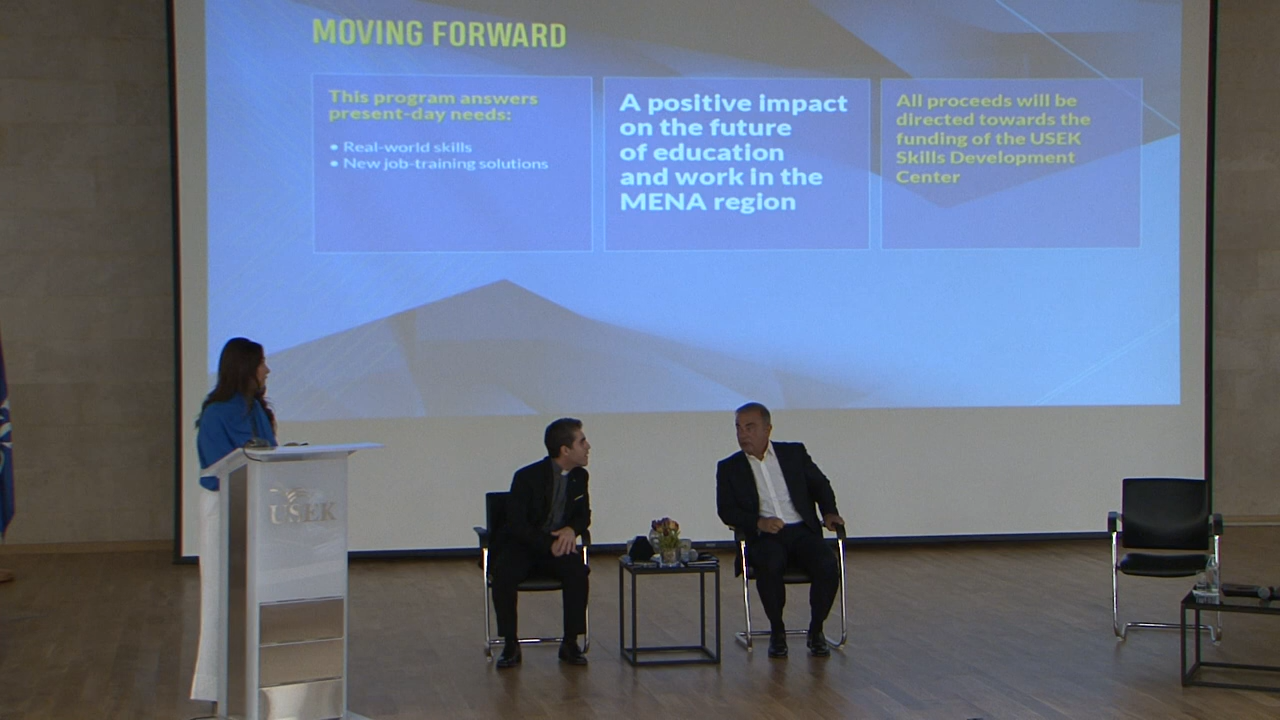 MOVING FORWARD
This program answers
present-day needs:
• Real-world skills
• New job-training solutions
A positive impact
on the future
of education
and work in the
MENA region
All proceeds will be
directed towards the
funding of the USEK
Skills Development
Center
USEK